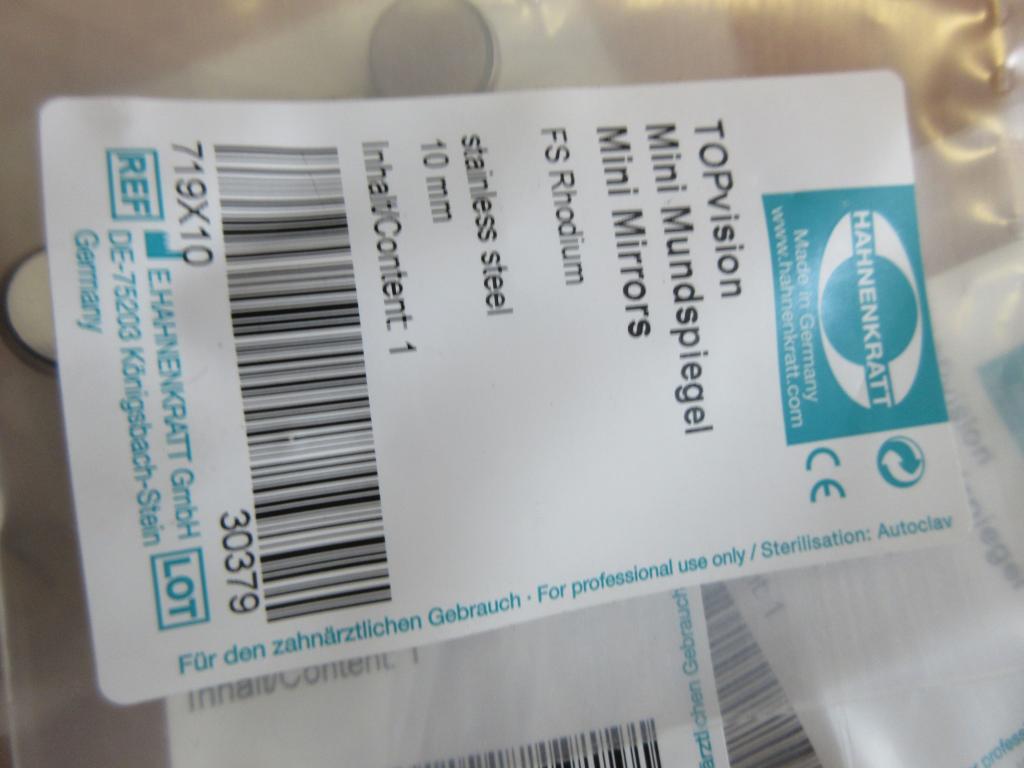 HAHNENKRATT
Made in Germany
www.hahnenkratt.com
CE
TOPvision
Mini Mundspiegel
Mini Mirrors
FS Rhodium
stainless steel
10 mm
Inhalt/Content: 1
719X10
30379
REF
E.HAHNENKRATT GmbH
DE-75203 Königsbach-Stein
Germany
LOT
Für den zahnärztlichen Gebrauch · For professional use only / Sterilisation: Autoclav
Inhalt/Content: 1
Gebrauch